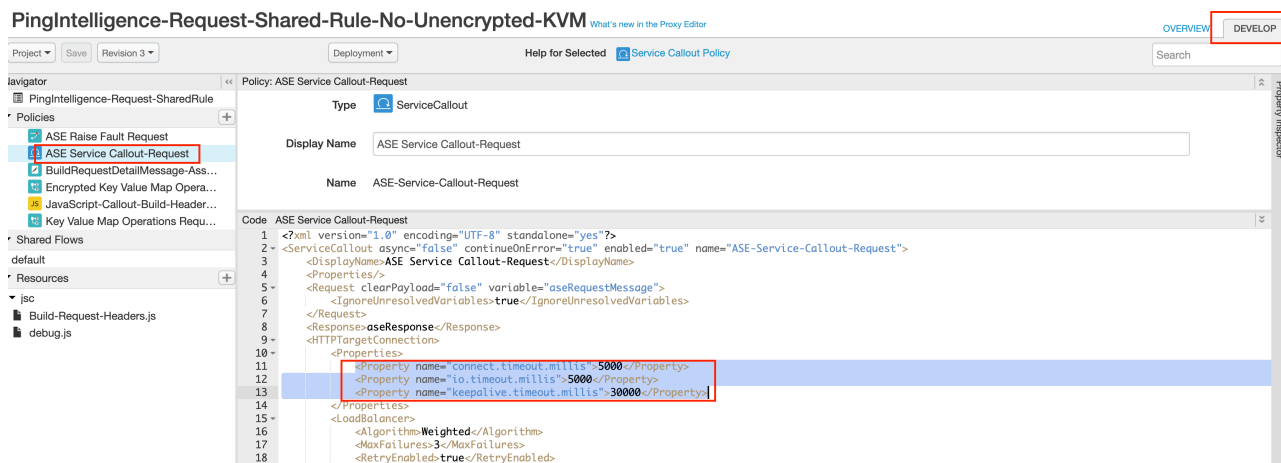 PingIntelligence-Request-Shared-Rule-No-Unencrypted-KVM What's new in the Proxy Editor
OVERVIEW DEVELOP
Project Save Revision 3 Deployment Help for Selected Service Callout Policy Search
Navigator
PingIntelligence-Request-SharedRule
Policies
ASE Raise Fault Request
ASE Service Callout-Request
BuildRequestDetailMessage-Ass...
Encrypted Key Value Map Opera...
JS JavaScript-Callout-Build-Header...
Key Value Map Operations Requ...
Shared Flows
default
Resources
jsc
Build-Request-Headers.js
debug.js
Policy: ASE Service Callout-Request
Type ServiceCallout
Display Name ASE Service Callout-Request
Name ASE-Service-Callout-Request
Code ASE Service Callout-Request
1 <?xml version="1.0" encoding="UTF-8" standalone="yes"?>
2 <ServiceCallout async="false" continueOnError="true" enabled="true" name="ASE-Service-Callout-Request">
3 <DisplayName>ASE Service Callout-Request</DisplayName>
4 <Properties/>
5 <Request clearPayload="false" variable="aseRequestMessage">
6 <IgnoreUnresolvedVariables>true</IgnoreUnresolvedVariables>
7 </Request>
8 <Response>aseResponse</Response>
9 <HTTPTargetConnection>
10 <Properties>
11 <Property name="connect.timeout.millis">5000</Property>
12 <Property name="io.timeout.millis">5000</Property>
13 <Property name="keepalive.timeout.millis">30000</Property>
14 </Properties>
15 <LoadBalancer>
16 <Algorithm>Weighted</Algorithm>
17 <MaxFailures>3</MaxFailures>
18 <RetryEnabled>true</RetryEnabled>
Property Inspector